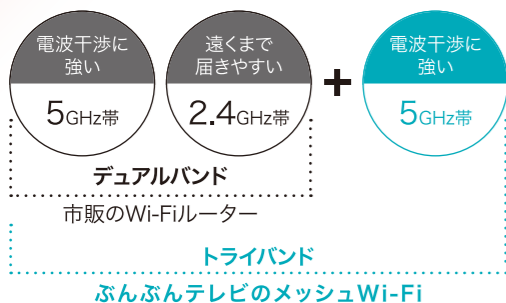 電波干渉に
強い
5GHz帯
遠くまで
届きやすい
2.4GHz帯
+
電波干渉に
強い
5GHz帯
デュアルバンド
市販のWi-Fiルーター
トライバンド
ぶんぶんテレビのメッシュWi-Fi